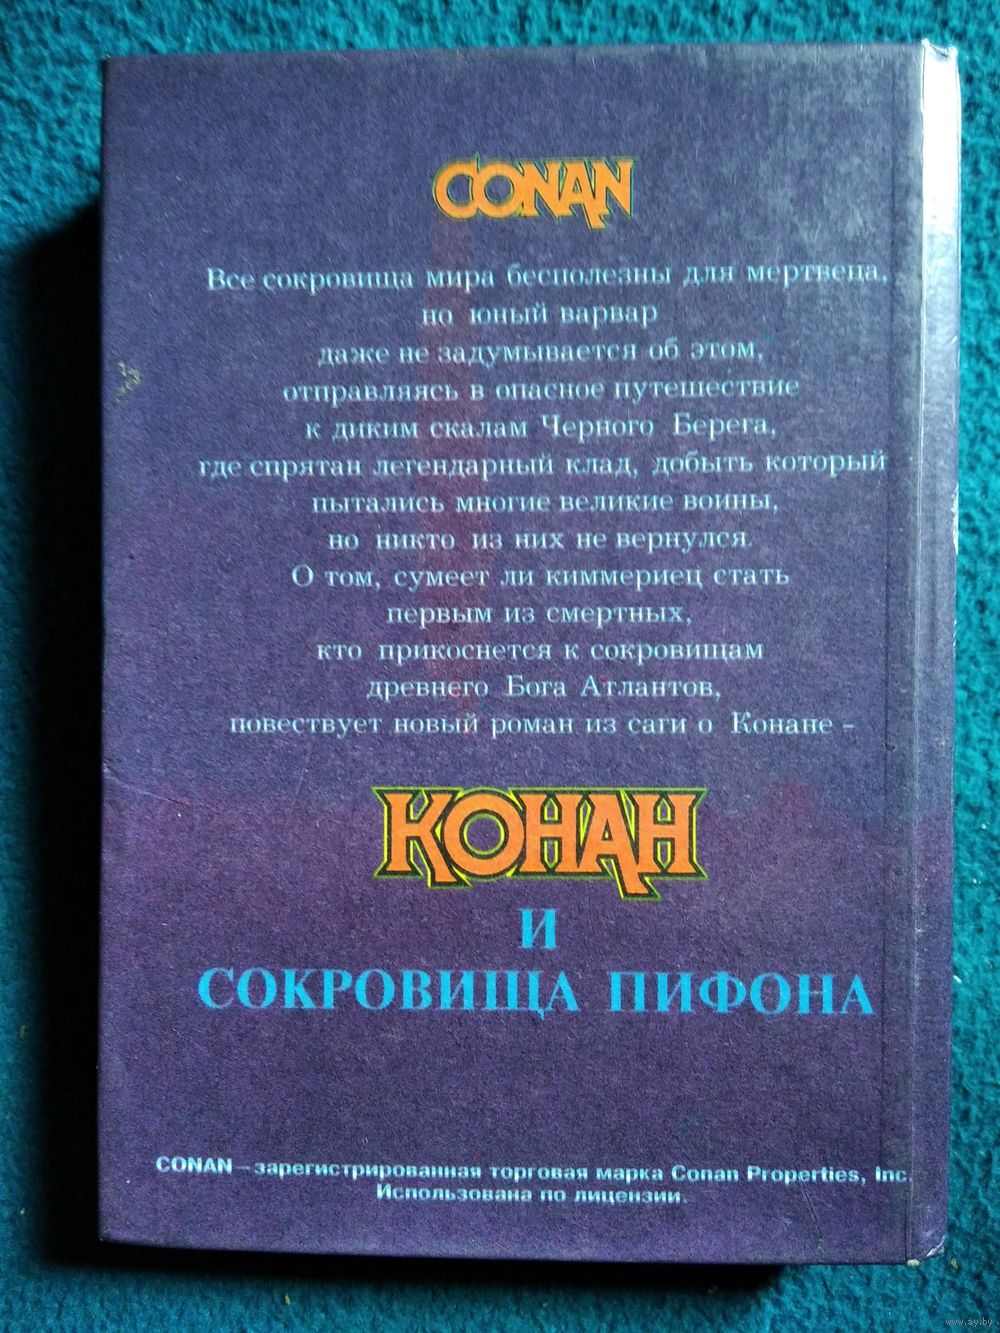 CONAN
Все сокровища мира бесполезны для мертвеца,
но юный варвар
даже не задумывается об этом,
отправляясь в опасное путешествие
к диким скалам Черного Берега,
где спрятан легендарный клад, добыть который
пытались многие великие воины,
но никто из них не вернулся.
О том, сумеет ли киммериец стать
первым из смертных,
кто прикоснется к сокровищам
древнего Бога Атлантов,
повествует новый роман из саги о Конане –
КОНАН
И
СОКРОВИЩА ПИФОНА
CONAN — зарегистрированная торговая марка Conan Properties, Inc.
Использована по лицензии.
www.ay.by